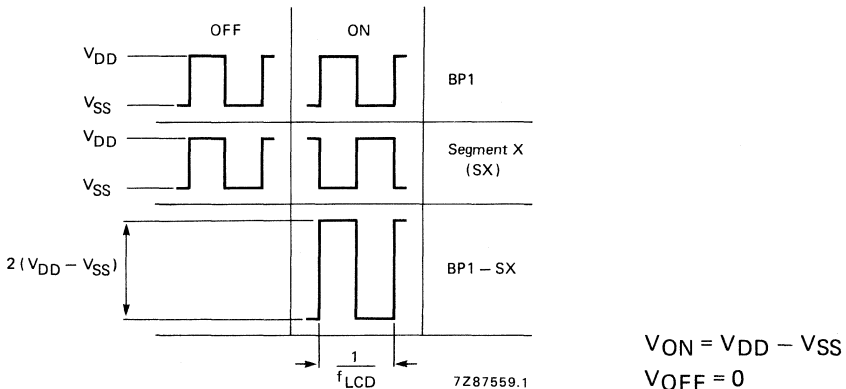 OFF ON
VDD
BP1
VSS
VDD
Segment X
(SX)
VSS
2 (VDD − VSS)
BP1 − SX
1
fLCD
7Z87559.1
VON = VDD − VSS
VOFF = 0